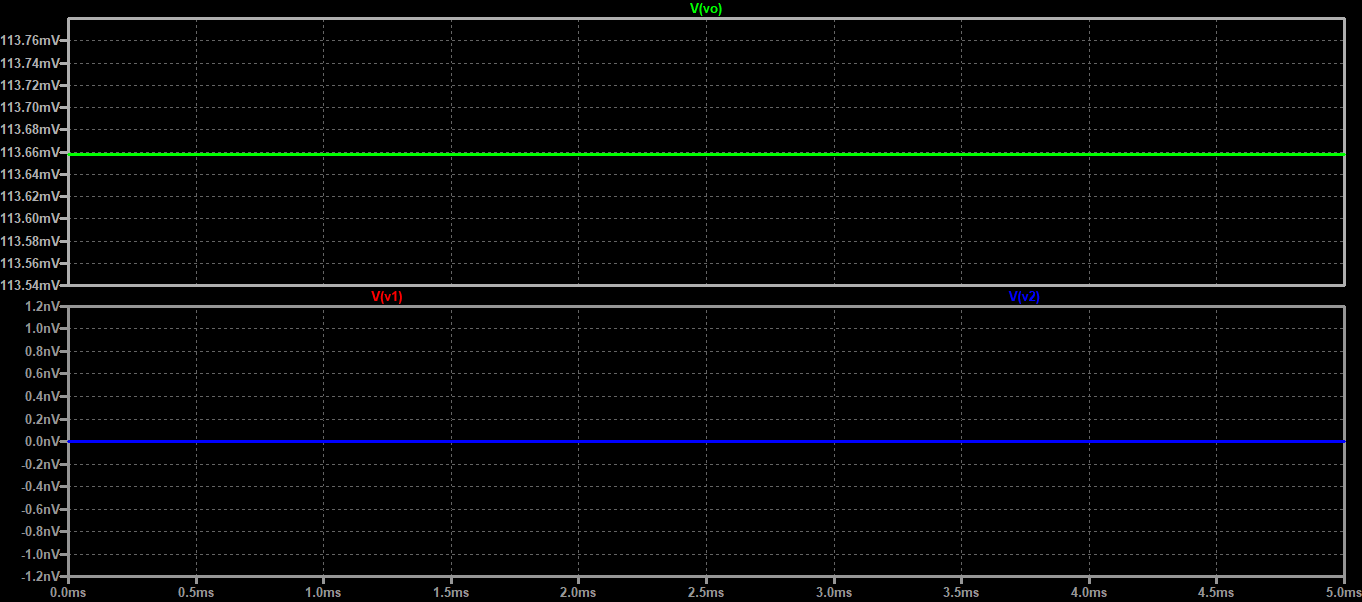 V(vo)
113.76mV
113.74mV
113.72mV
113.70mV
113.68mV
113.66mV
113.64mV
113.62mV
113.60mV
113.58mV
113.56mV
113.54mV
V(v1) V(v2)
1.2nV
1.0nV
0.8nV
0.6nV
0.4nV
0.2nV
0.0nV
-0.2nV
-0.4nV
-0.6nV
-0.8nV
-1.0nV
-1.2nV
0.0ms 0.5ms 1.0ms 1.5ms 2.0ms 2.5ms 3.0ms 3.5ms 4.0ms 4.5ms 5.0ms